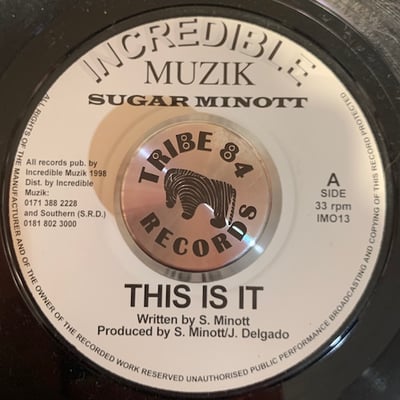 INCREDIBLE
MUZIK
SUGAR MINOTT
All records pub. by
Incredible Muzik 1998
Dist. by Incredible
Muzik:
0171 388 2228
and Southern (S.R.D.)
0181 802 3000
TRIBE 84
RECORDS
A
SIDE
33 rpm
IMO13
THIS IS IT
Written by S. Minott
Produced by S. Minott/J. Delgado
ALL RIGHTS OF THE MANUFACTURER AND OF THE OWNER OF THE RECORDED WORK RESERVED UNAUTHORISED PUBLIC PERFORMANCE BROADCASTING AND COPYING OF THIS RECORD PROTECTED